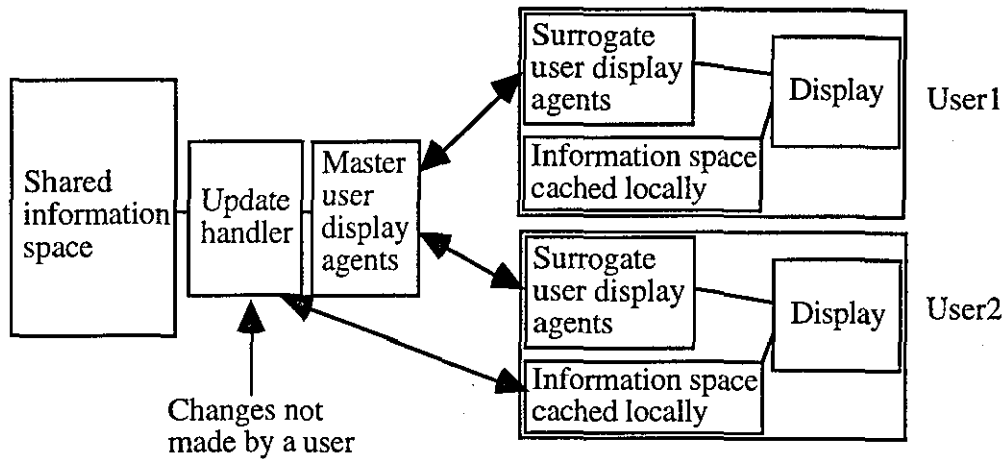 Shared
information
space
Update
handler
Master
user
display
agents
Changes not
made by a user
Surrogate
user display
agents
Display
User1
Information space
cached locally
Surrogate
user display
agents
Display
User2
Information space
cached locally